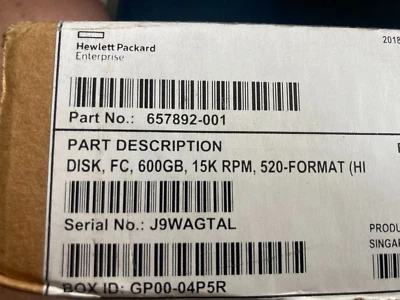 Hewlett Packard
Enterprise
2018
Part No.: 657892-001
PART DESCRIPTION
DISK, FC, 600GB, 15K RPM, 520-FORMAT (HI
Serial No.: J9WAGTAL
PRODU
SINGA
BOX ID: GP00-04P5R